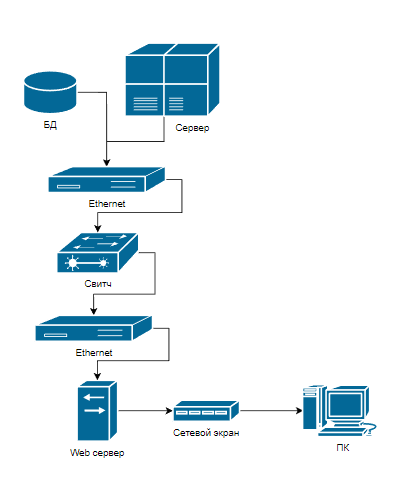 БД
Сервер
Ethernet
Свитч
Ethernet
Web сервер
Сетевой экран
ПК